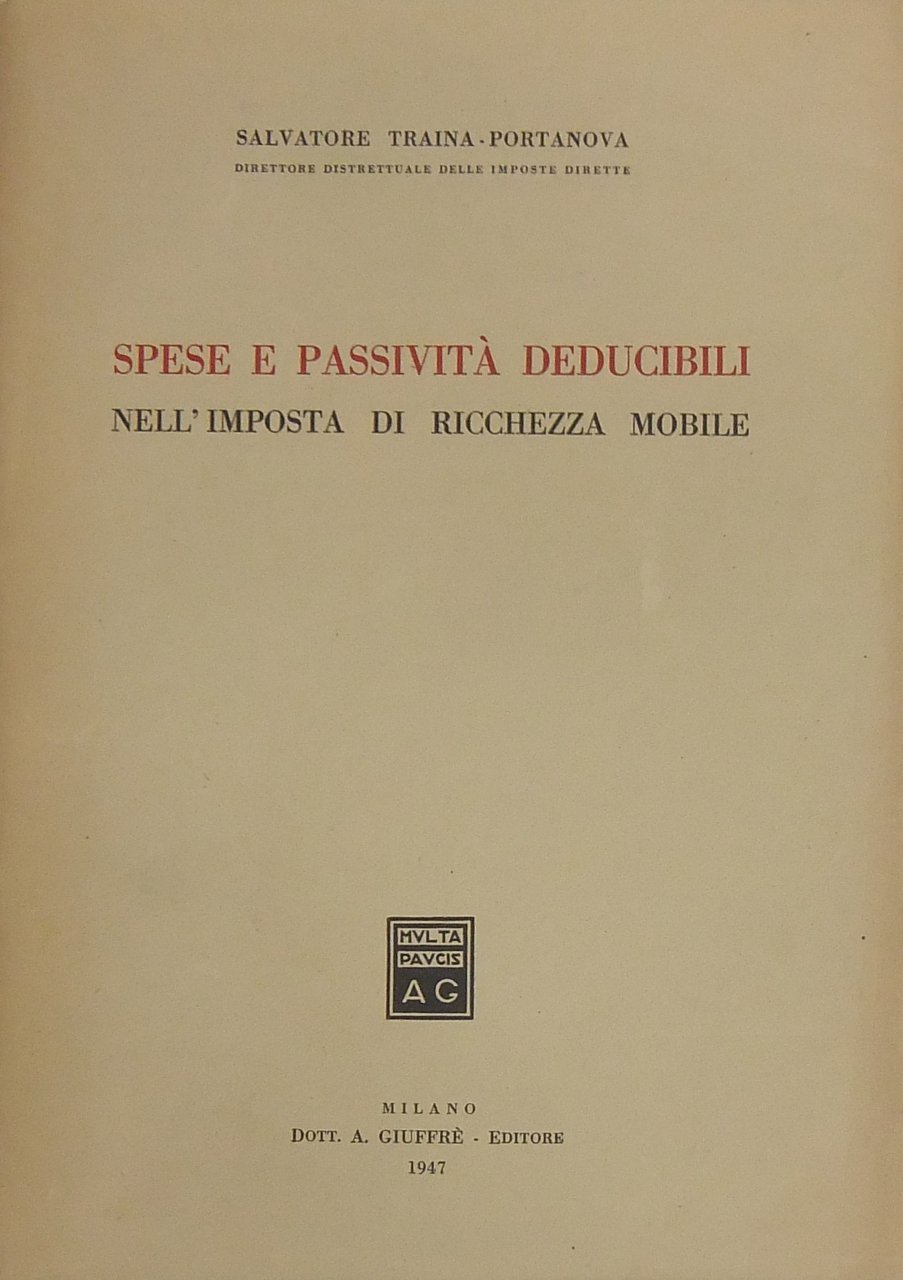 SALVATORE TRAINA-PORTANOVA
DIRETTORE DISTRETTUALE DELLE IMPOSTE DIRETTE
SPESE E PASSIVITÀ DEDUCIBILI
NELL'IMPOSTA DI RICCHEZZA MOBILE
MVLTA
PAVCIS
AG
MILANO
DOTT. A. GIUFFRÈ - EDITORE
1947